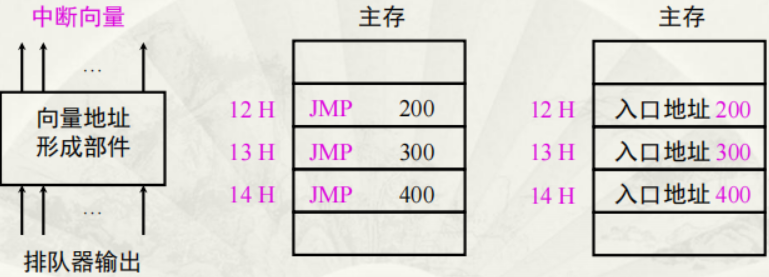 中断向量
…
向量地址
形成部件
…
排队器输出
主存
12 H JMP 200
13 H JMP 300
14 H JMP 400
主存
12 H 入口地址 200
13 H 入口地址 300
14 H 入口地址 400